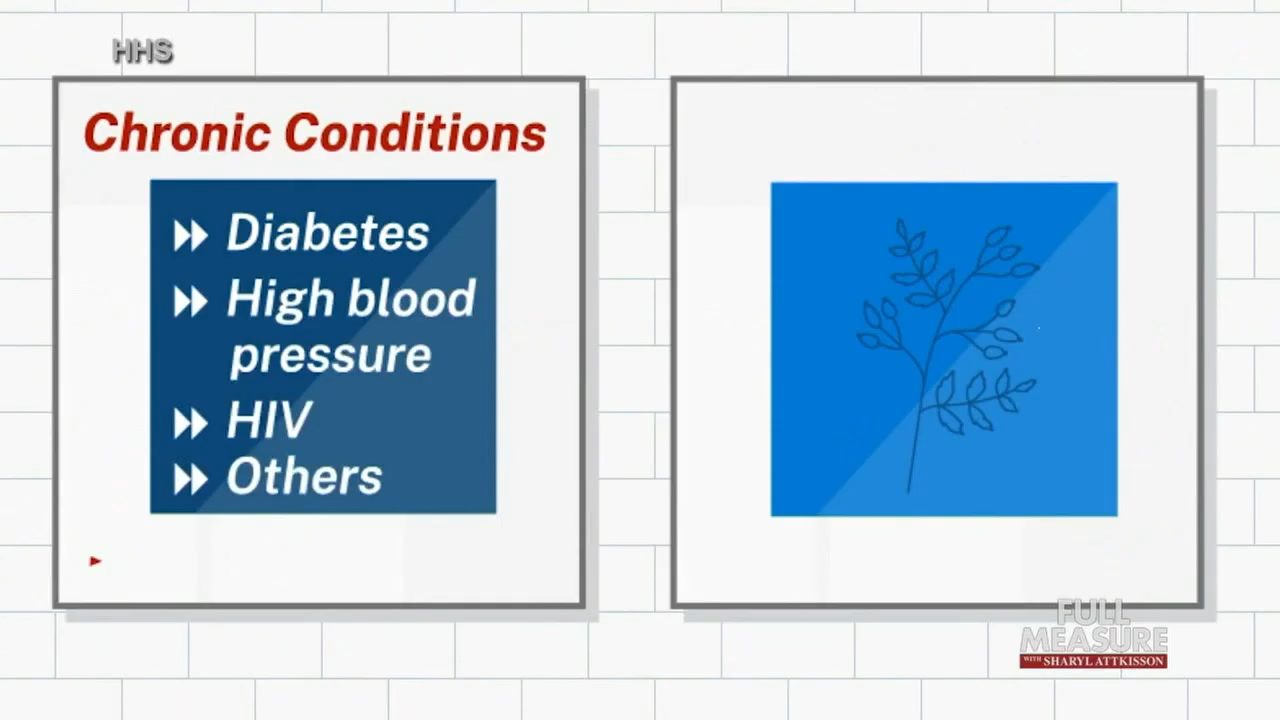 HHS
Chronic Conditions
Diabetes
High blood
pressure
HIV
Others
FULL
MEASURE
WITH SHARYL ATTKISSON